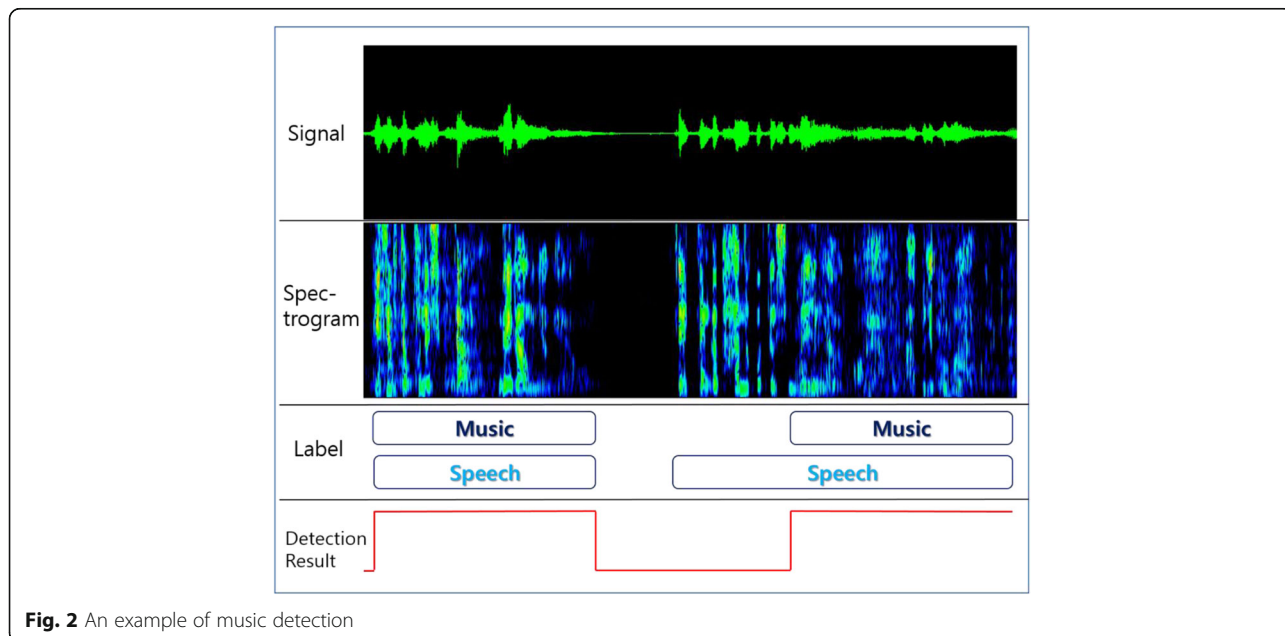 Signal
Spec-
trogram
Label
Music
Music
Speech
Speech
Detection
Result
Fig. 2 An example of music detection